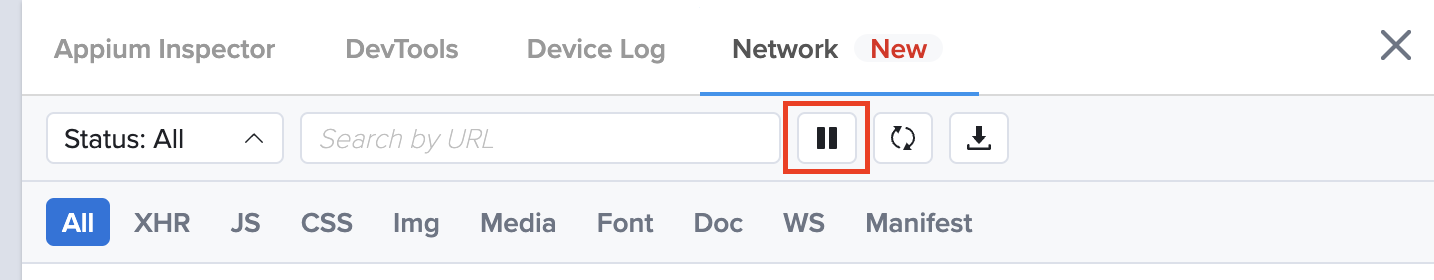 Appium Inspector DevTools Device Log Network New
Status: All Search by URL
All XHR JS CSS Img Media Font Doc WS Manifest